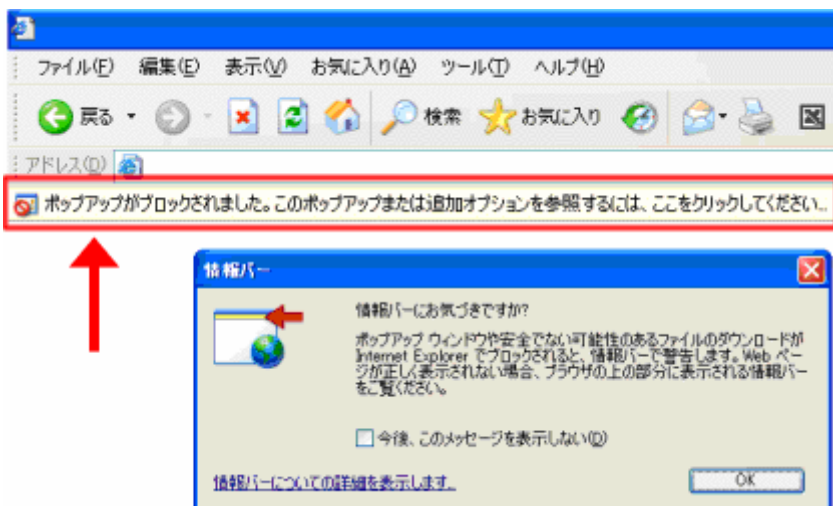 ファイル(F) 編集(E) 表示(V) お気に入り(A) ツール(T) ヘルプ(H)
戻る 検索 お気に入り
アドレス(D)
ポップアップがブロックされました。このポップアップまたは追加オプションを参照するには、ここをクリックしてください...
情報バー
情報バーにお気づきですか?
ポップアップ ウィンドウや安全でない可能性のあるファイルのダウンロードが
Internet Explorer でブロックされると、情報バーで警告します。Web ペー
ジが正しく表示されない場合、ブラウザの上の部分に表示される情報バー
をご覧ください。
今後、このメッセージを表示しない(D)
情報バーについての詳細を表示します。
OK